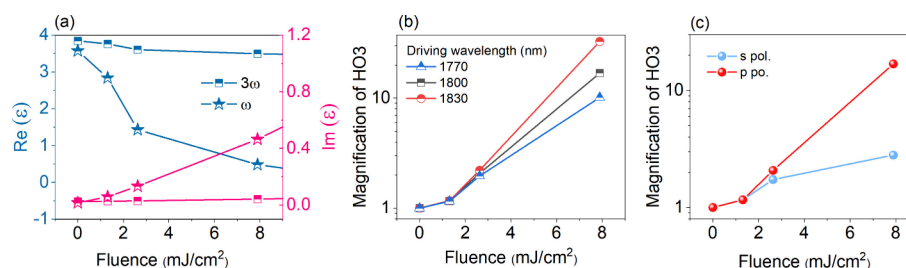 (a)
4
3
2
1
0
-1
Re (ε)
1.2
0.8
0.4
0.0
Im (ε)
3ω
ω
0 2 4 6 8
Fluence (mJ/cm²)
(b)
Magnification of HO3
10
1
Driving wavelength (nm)
1770
1800
1830
0 2 4 6 8
Fluence (mJ/cm²)
(c)
Magnification of HO3
10
1
s pol.
p po.
0 2 4 6 8
Fluence (mJ/cm²)